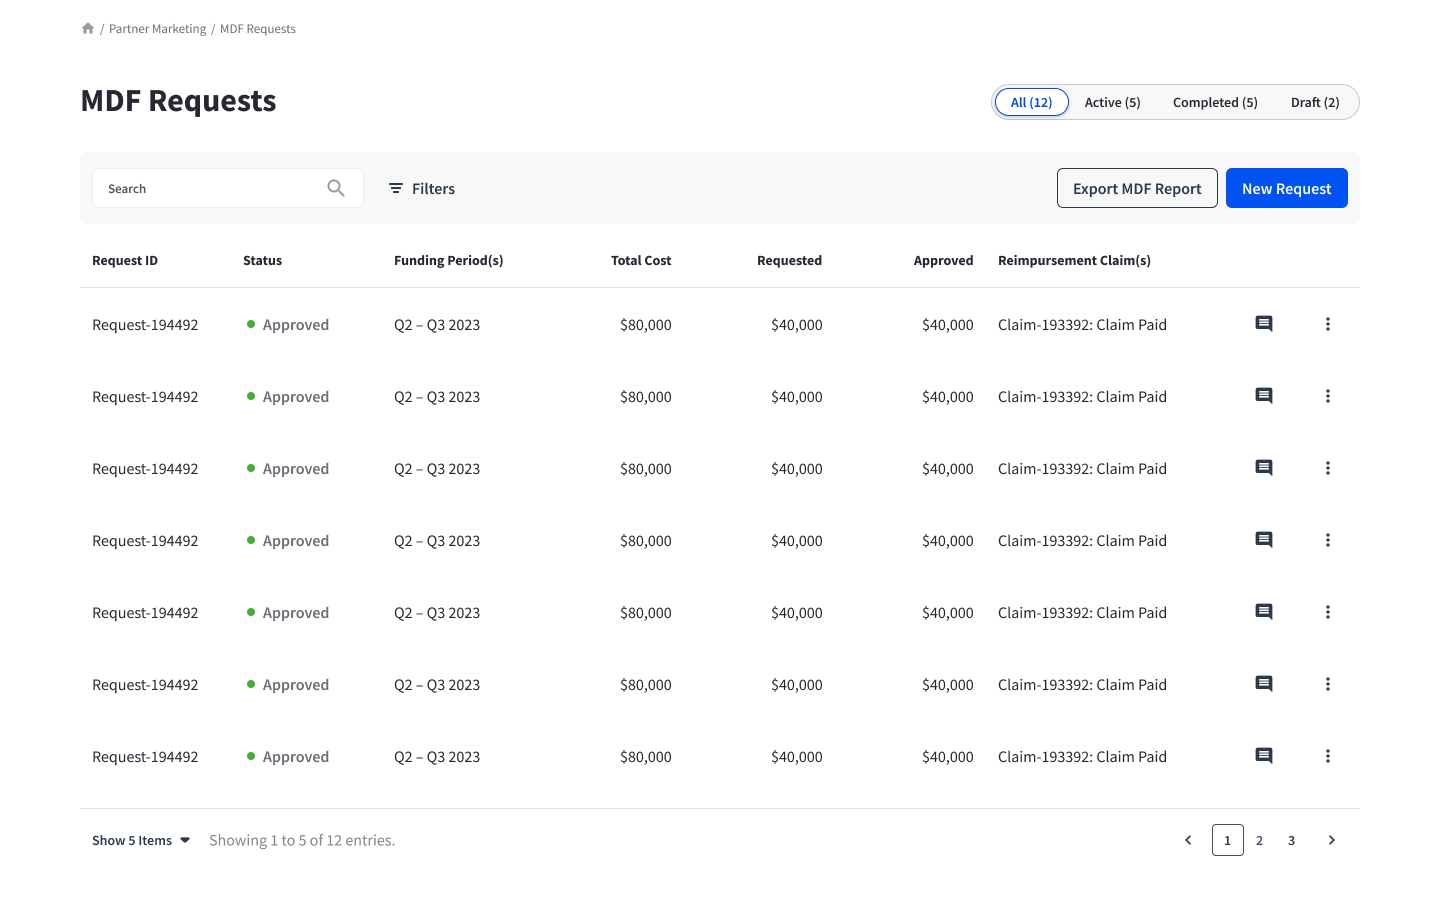 / Partner Marketing / MDF Requests
MDF Requests
All (12) Active (5) Completed (5) Draft (2)
Search Filters Export MDF Report New Request
Request ID Status Funding Period(s) Total Cost Requested Approved Reimpursement Claim(s)
Request-194492 Approved Q2 – Q3 2023 $80,000 $40,000 $40,000 Claim-193392: Claim Paid
Request-194492 Approved Q2 – Q3 2023 $80,000 $40,000 $40,000 Claim-193392: Claim Paid
Request-194492 Approved Q2 – Q3 2023 $80,000 $40,000 $40,000 Claim-193392: Claim Paid
Request-194492 Approved Q2 – Q3 2023 $80,000 $40,000 $40,000 Claim-193392: Claim Paid
Request-194492 Approved Q2 – Q3 2023 $80,000 $40,000 $40,000 Claim-193392: Claim Paid
Request-194492 Approved Q2 – Q3 2023 $80,000 $40,000 $40,000 Claim-193392: Claim Paid
Request-194492 Approved Q2 – Q3 2023 $80,000 $40,000 $40,000 Claim-193392: Claim Paid
Show 5 Items Showing 1 to 5 of 12 entries. 1 2 3